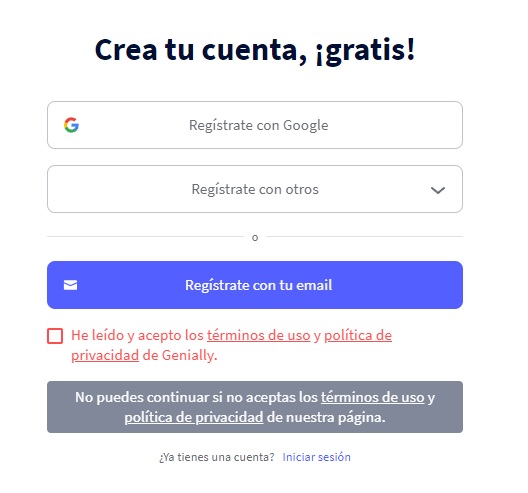 Crea tu cuenta, ¡gratis!
Regístrate con Google
Regístrate con otros
o
Regístrate con tu email
He leído y acepto los términos de uso y política de
privacidad de Genially.
No puedes continuar si no aceptas los términos de uso y
política de privacidad de nuestra página.
¿Ya tienes una cuenta? Iniciar sesión